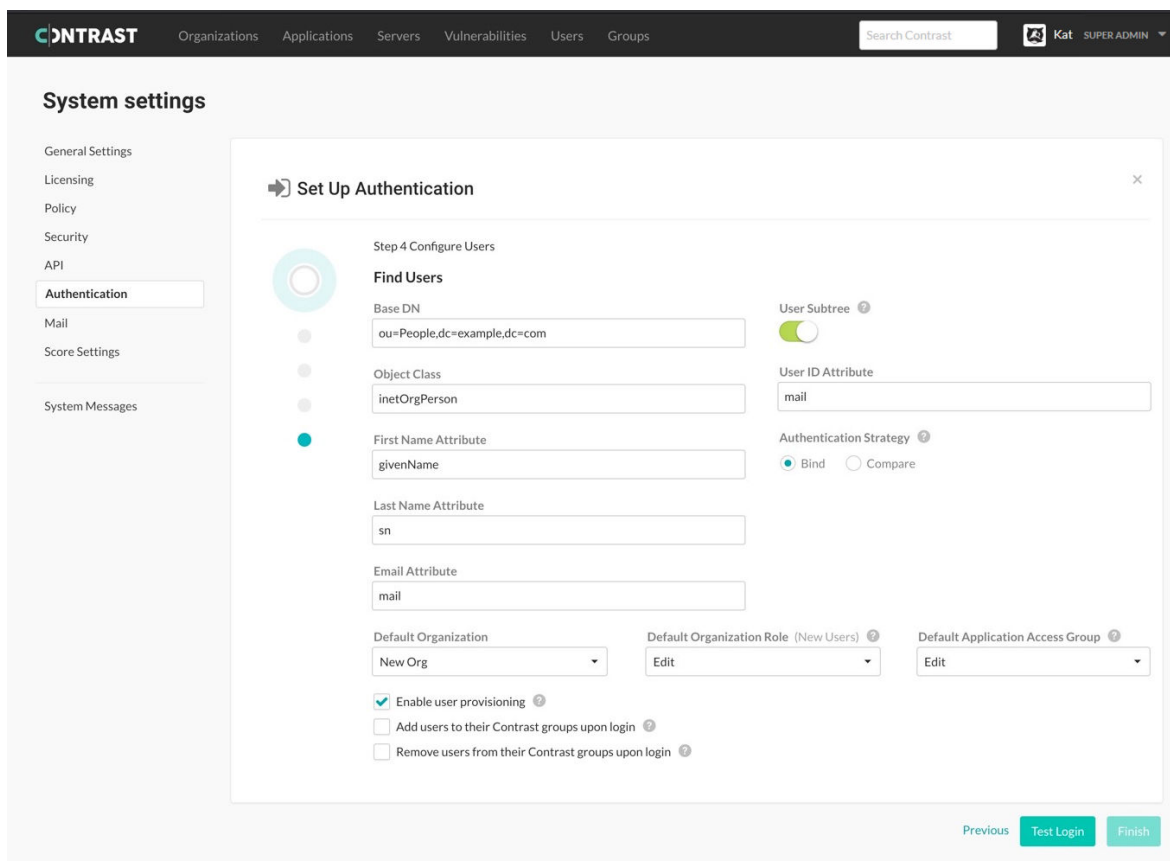 CONTRAST
Organizations Applications Servers Vulnerabilities Users Groups
Search Contrast
Kat SUPER ADMIN
System settings
General Settings
Licensing
Policy
Security
API
Authentication
Mail
Score Settings
System Messages
Set Up Authentication
Step 4 Configure Users
Find Users
Base DN
ou=People,dc=example,dc=com
User Subtree
Object Class
inetOrgPerson
User ID Attribute
mail
First Name Attribute
givenName
Authentication Strategy
Bind Compare
Last Name Attribute
sn
Email Attribute
mail
Default Organization
New Org
Default Organization Role (New Users)
Edit
Default Application Access Group
Edit
Enable user provisioning
Add users to their Contrast groups upon login
Remove users from their Contrast groups upon login
Previous Test Login Finish